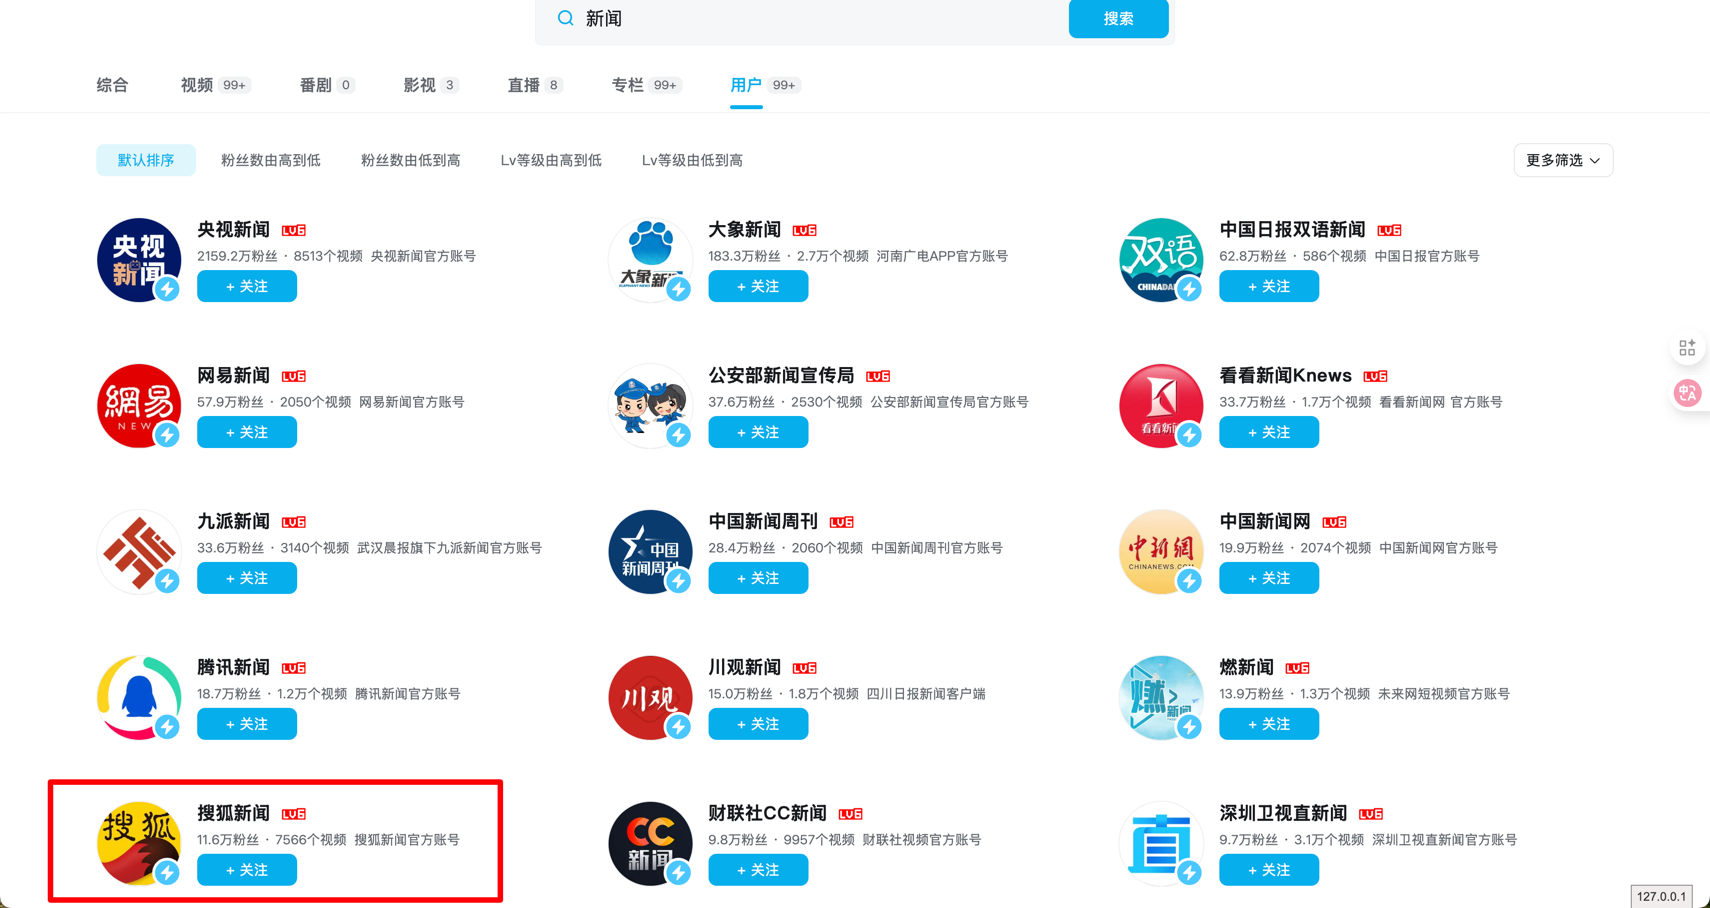 新闻
搜索
综合
视频 99+
番剧 0
影视 3
直播 8
专栏 99+
用户 99+
默认排序
粉丝数由高到低
粉丝数由低到高
Lv等级由高到低
Lv等级由低到高
更多筛选
央视
新闻
央视新闻 LV6
2159.2万粉丝 · 8513个视频 央视新闻官方账号
+ 关注
大象新闻
ELEPHANT NEWS
大象新闻 LV6
183.3万粉丝 · 2.7万个视频 河南广电APP官方账号
+ 关注
双语
CHINADAI
中国日报双语新闻 LV6
62.8万粉丝 · 586个视频 中国日报官方账号
+ 关注
網易
NEW
网易新闻 LV6
57.9万粉丝 · 2050个视频 网易新闻官方账号
+ 关注
公安部新闻宣传局 LV6
37.6万粉丝 · 2530个视频 公安部新闻宣传局官方账号
+ 关注
看看新闻
看看新闻Knews LV6
33.7万粉丝 · 1.7万个视频 看看新闻网 官方账号
+ 关注
九派新闻 LV6
33.6万粉丝 · 3140个视频 武汉晨报旗下九派新闻官方账号
+ 关注
中国
新闻周刊
中国新闻周刊 LV6
28.4万粉丝 · 2060个视频 中国新闻周刊官方账号
+ 关注
中新網
CHINANEWS.COM
中国新闻网 LV6
19.9万粉丝 · 2074个视频 中国新闻网官方账号
+ 关注
腾讯新闻 LV6
18.7万粉丝 · 1.2万个视频 腾讯新闻官方账号
+ 关注
川观
川观新闻 LV6
15.0万粉丝 · 1.8万个视频 四川日报新闻客户端
+ 关注
燃
新闻
燃新闻 LV6
13.9万粉丝 · 1.3万个视频 未来网短视频官方账号
+ 关注
搜狐
搜狐新闻 LV6
11.6万粉丝 · 7566个视频 搜狐新闻官方账号
+ 关注
CC
新闻
财联社CC新闻 LV6
9.8万粉丝 · 9957个视频 财联社视频官方账号
+ 关注
直
深圳卫视直新闻 LV6
9.7万粉丝 · 3.1万个视频 深圳卫视直新闻官方账号
+ 关注
127.0.0.1